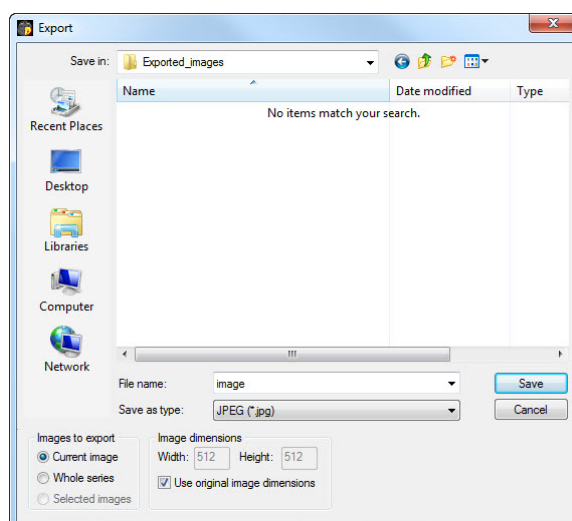 Export
Save in: Exported_images
Name Date modified Type
No items match your search.
Recent Places
Desktop
Libraries
Computer
Network
File name: image Save
Save as type: JPEG (*.jpg) Cancel
Images to export Image dimensions
Current image Width: 512 Height: 512
Whole series Use original image dimensions
Selected images